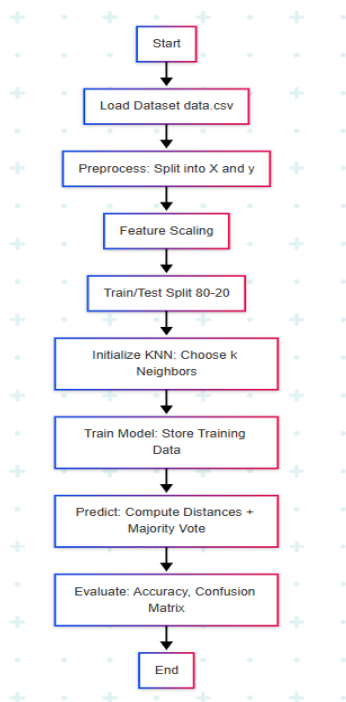 Start
Load Dataset data.csv
Preprocess: Split into X and y
Feature Scaling
Train/Test Split 80-20
Initialize KNN: Choose k
Neighbors
Train Model: Store Training
Data
Predict: Compute Distances +
Majority Vote
Evaluate: Accuracy, Confusion
Matrix
End